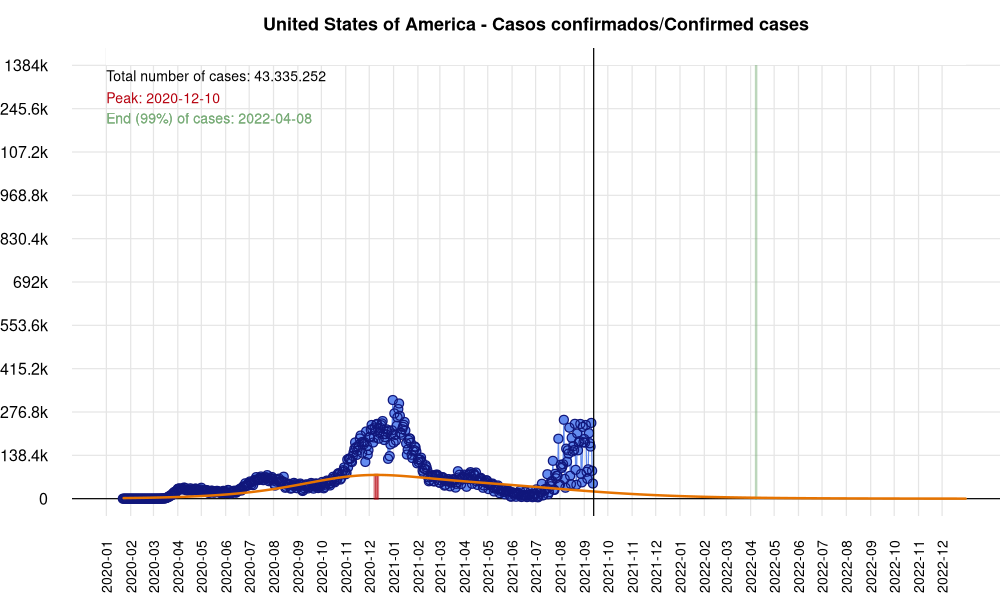 United States of America - Casos confirmados/Confirmed cases
Total number of cases: 43.335.252
Peak: 2020-12-10
End (99%) of cases: 2022-04-08
1384k
245.6k
107.2k
968.8k
830.4k
692k
553.6k
415.2k
276.8k
138.4k
0
2020-01
2020-02
2020-03
2020-04
2020-05
2020-06
2020-07
2020-08
2020-09
2020-10
2020-11
2020-12
2021-01
2021-02
2021-03
2021-04
2021-05
2021-06
2021-07
2021-08
2021-09
2021-10
2021-11
2021-12
2022-01
2022-02
2022-03
2022-04
2022-05
2022-06
2022-07
2022-08
2022-09
2022-10
2022-11
2022-12